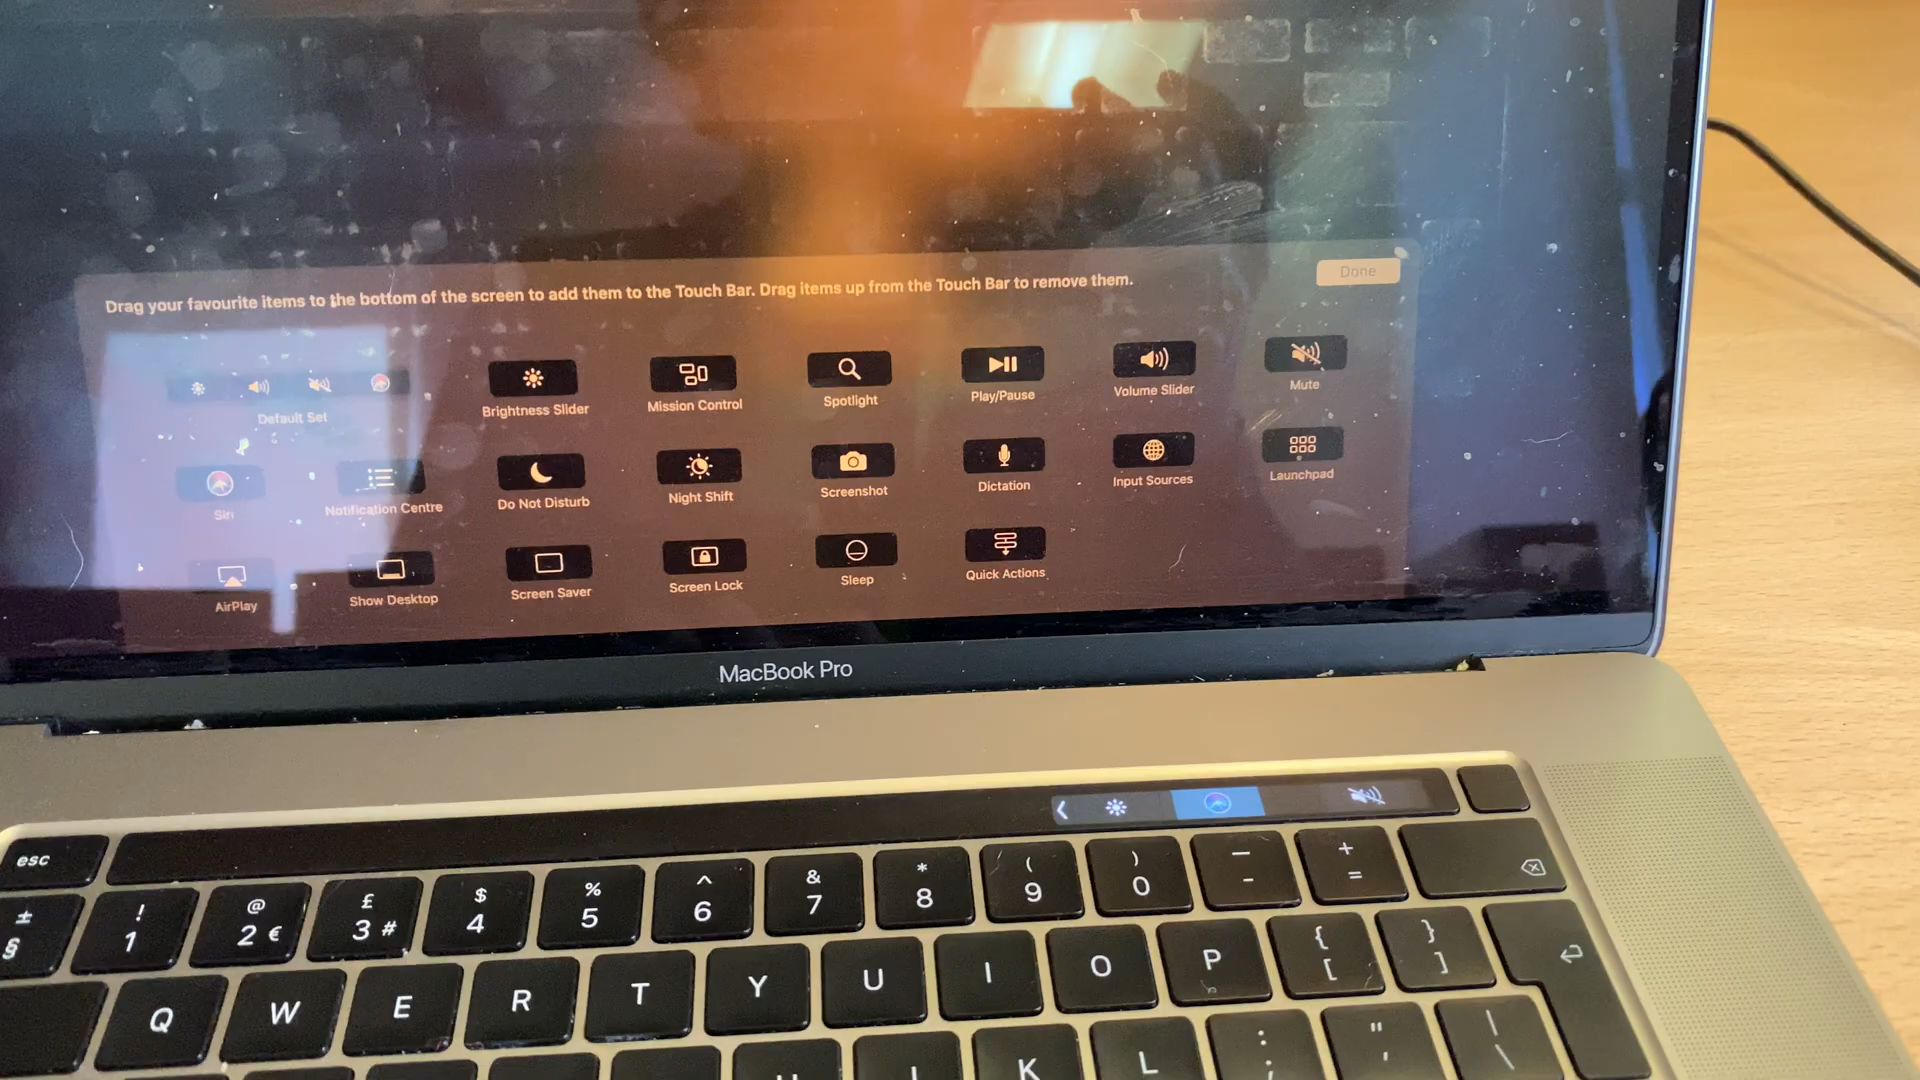 Drag your favourite items to the bottom of the screen to add them to the Touch Bar. Drag items up from the Touch Bar to remove them.
Done
Default Set
Brightness Slider
Mission Control
Spotlight
Play/Pause
Volume Slider
Mute
Siri
Notification Centre
Do Not Disturb
Night Shift
Screenshot
Dictation
Input Sources
Launchpad
AirPlay
Show Desktop
Screen Saver
Screen Lock
Sleep
Quick Actions
MacBook Pro
esc
± ! @ £ $ % ^ & * ( ) — +
§ 1 2 € 3 # 4 5 6 7 8 9 0 - =
Q W E R T Y U I O P { [ } ]
K L : ; " ' | \